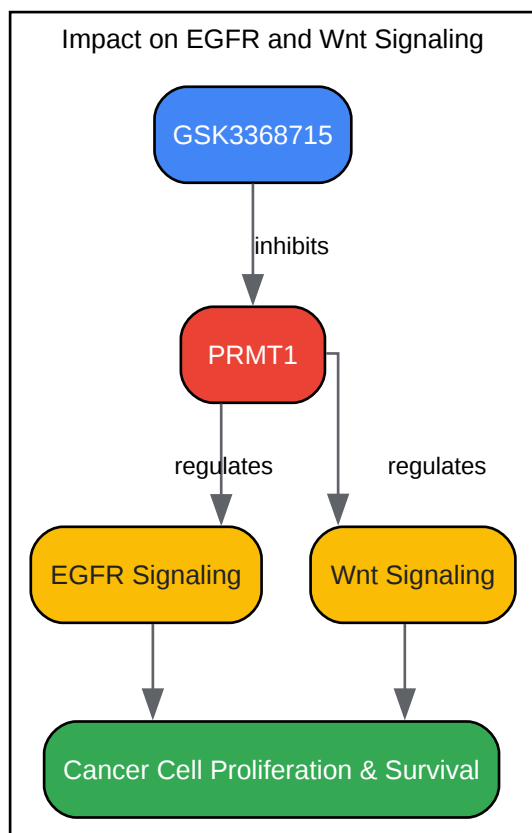 Impact on EGFR and Wnt Signaling
GSK3368715
inhibits
PRMT1
regulates
regulates
EGFR Signaling
Wnt Signaling
Cancer Cell Proliferation & Survival